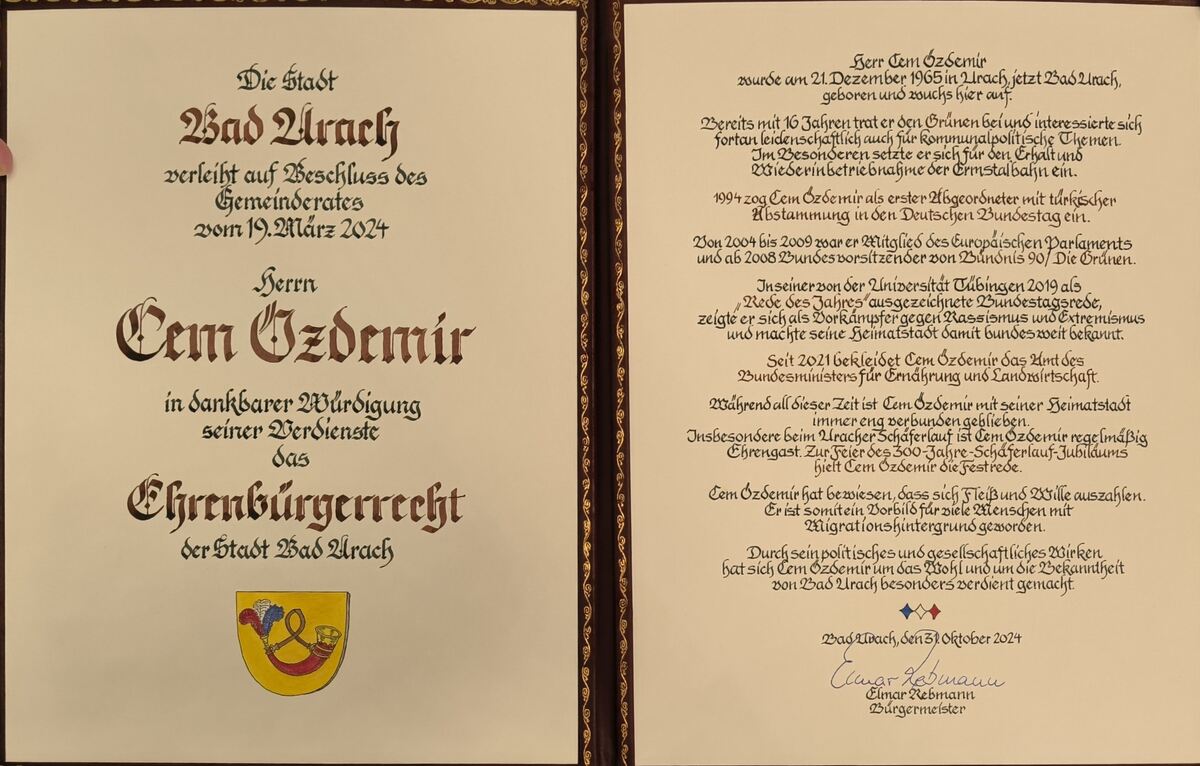 Die Stadt
Bad Urach
verleiht auf Beschluss des
Gemeinderates
vom 19. März 2024
Herrn
Cem Özdemir
in dankbarer Würdigung
seiner Verdienste
das
Ehrenbürgerrecht
der Stadt Bad Urach
Herr Cem Özdemir
wurde am 21. Dezember 1965 in Urach, jetzt Bad Urach,
geboren und wuchs hier auf.
Bereits mit 16 Jahren trat er den Grünen bei und interessierte sich
fortan leidenschaftlich auch für kommunalpolitische Themen.
Im Besonderen setzte er sich für den Erhalt und
Wiederinbetriebnahme der Ermstalbahn ein.
1994 zog Cem Özdemir als erster Abgeordneter mit türkischer
Abstammung in den Deutschen Bundestag ein.
Von 2004 bis 2009 war er Mitglied des Europäischen Parlaments
und ab 2008 Bundesvorsitzender von Bündnis 90/Die Grünen.
In seiner von der Universität Tübingen 2019 als
„Rede des Jahres“ ausgezeichnete Bundestagsrede,
zeigte er sich als Vorkämpfer gegen Rassismus und Extremismus
und machte seine Heimatstadt damit bundesweit bekannt.
Seit 2021 bekleidet Cem Özdemir das Amt des
Bundesministers für Ernährung und Landwirtschaft.
Während all dieser Zeit ist Cem Özdemir mit seiner Heimatstadt
immer eng verbunden geblieben.
Insbesondere beim Uracher Schäferlauf ist Cem Özdemir regelmäßig
Ehrengast. Zur Feier des 300-Jahre-Schäferlauf-Jubiläums
hielt Cem Özdemir die Festrede.
Cem Özdemir hat bewiesen, dass sich Fleiß und Wille auszahlen.
Er ist somit ein Vorbild für viele Menschen mit
Migrationshintergrund geworden.
Durch sein politisches und gesellschaftliches Wirken
hat sich Cem Özdemir um das Wohl und um die Bekanntheit
von Bad Urach besonders verdient gemacht.
Bad Urach, den 31. Oktober 2024
Elmar Rebmann
Elmar Rebmann
Bürgermeister